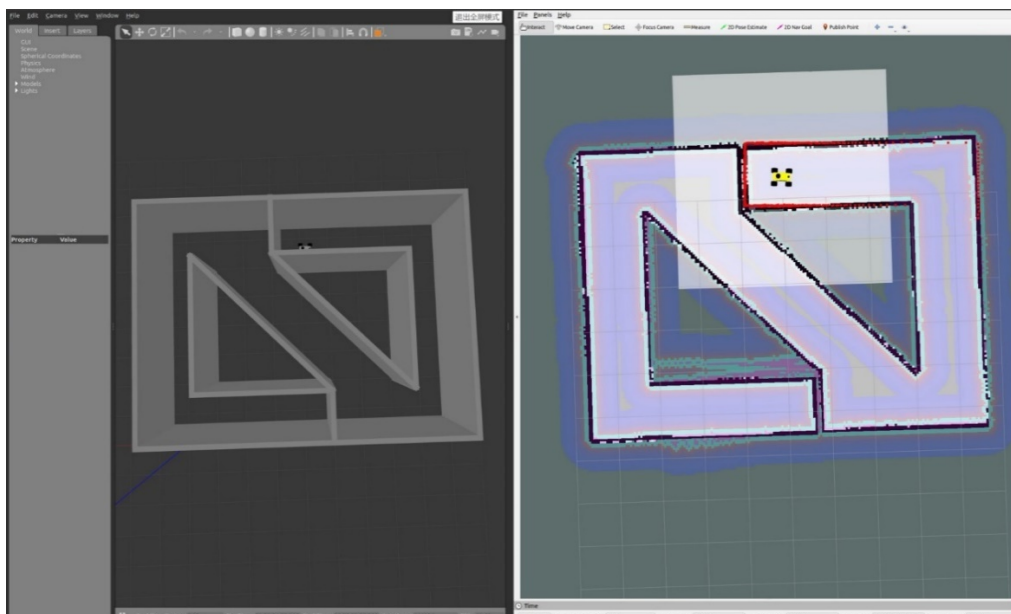 File Edit Camera View Window Help
退出全屏模式
World Insert Layers
GUI
Scene
Spherical Coordinates
Physics
Atmosphere
Wind
Models
Lights
Property Value
File Panels Help
Interact Move Camera Select Focus Camera Measure 2D Pose Estimate 2D Nav Goal Publish Point
Time